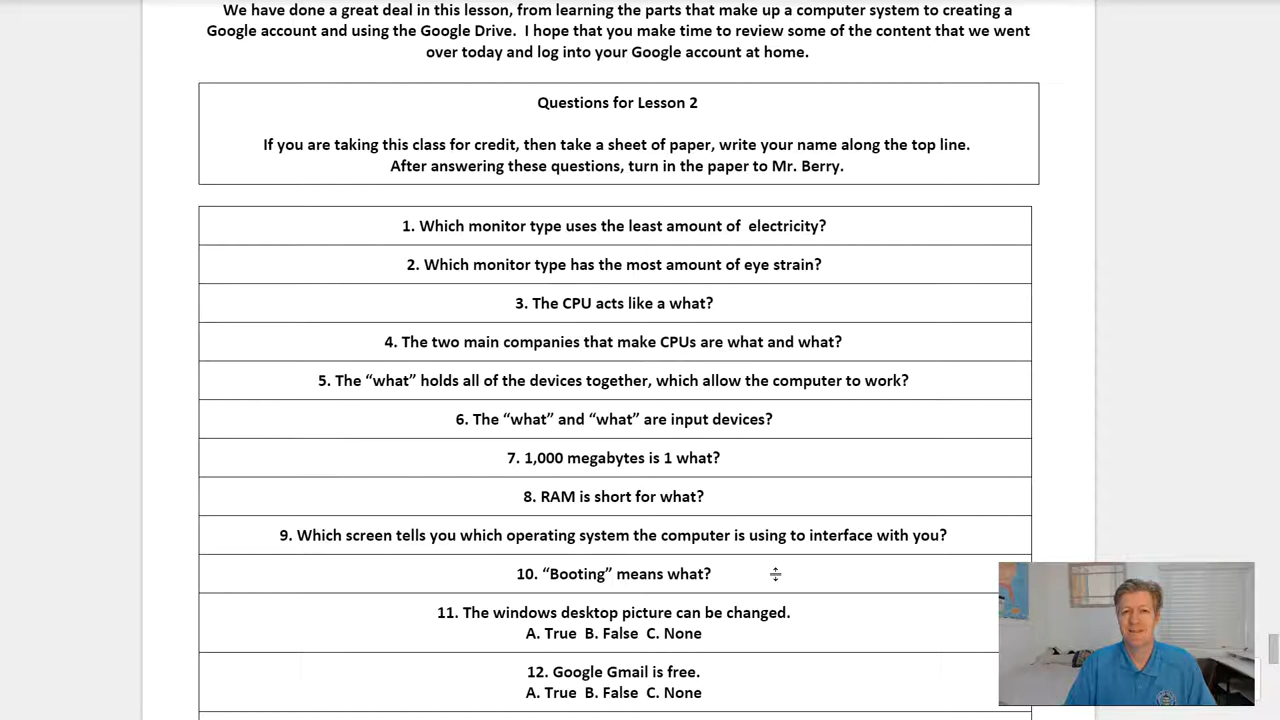 We have done a great deal in this lesson, from learning the parts that make up a computer system to creating a
Google account and using the Google Drive.  I hope that you make time to review some of the content that we went
over today and log into your Google account at home.
Questions for Lesson 2
If you are taking this class for credit, then take a sheet of paper, write your name along the top line.
After answering these questions, turn in the paper to Mr. Berry.
1. Which monitor type uses the least amount of  electricity?
2. Which monitor type has the most amount of eye strain?
3. The CPU acts like a what?
4. The two main companies that make CPUs are what and what?
5. The “what” holds all of the devices together, which allow the computer to work?
6. The “what” and “what” are input devices?
7. 1,000 megabytes is 1 what?
8. RAM is short for what?
9. Which screen tells you which operating system the computer is using to interface with you?
10. “Booting” means what?
11. The windows desktop picture can be changed.
A. True  B. False  C. None
12. Google Gmail is free.
A. True  B. False  C. None